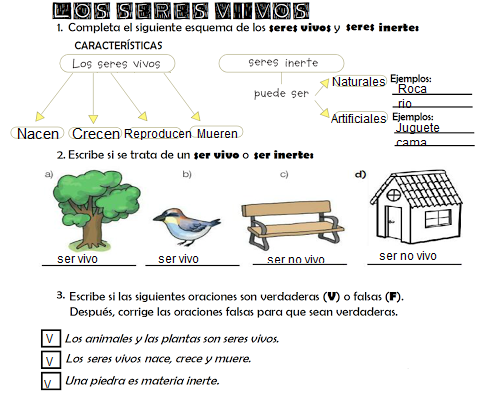 LOS SERES VIVOS
1. Completa el siguiente esquema de los seres vivos y seres inertes
CARACTERÍSTICAS
Los seres vivos
seres inerte
puede ser
Naturales
Ejemplos:
Roca
rio
Artificiales
Ejemplos:
Juguete
cama
Nacen Crecen Reproducen Mueren
2. Escribe si se trata de un ser vivo o ser inerte:
a) b) c) d)
ser vivo ser vivo ser no vivo ser no vivo
3. Escribe si las siguientes oraciones son verdaderas (V) o falsas (F).
Después, corrige las oraciones falsas para que sean verdaderas.
V Los animales y las plantas son seres vivos.
V Los seres vivos nace, crece y muere.
V Una piedra es materia inerte.